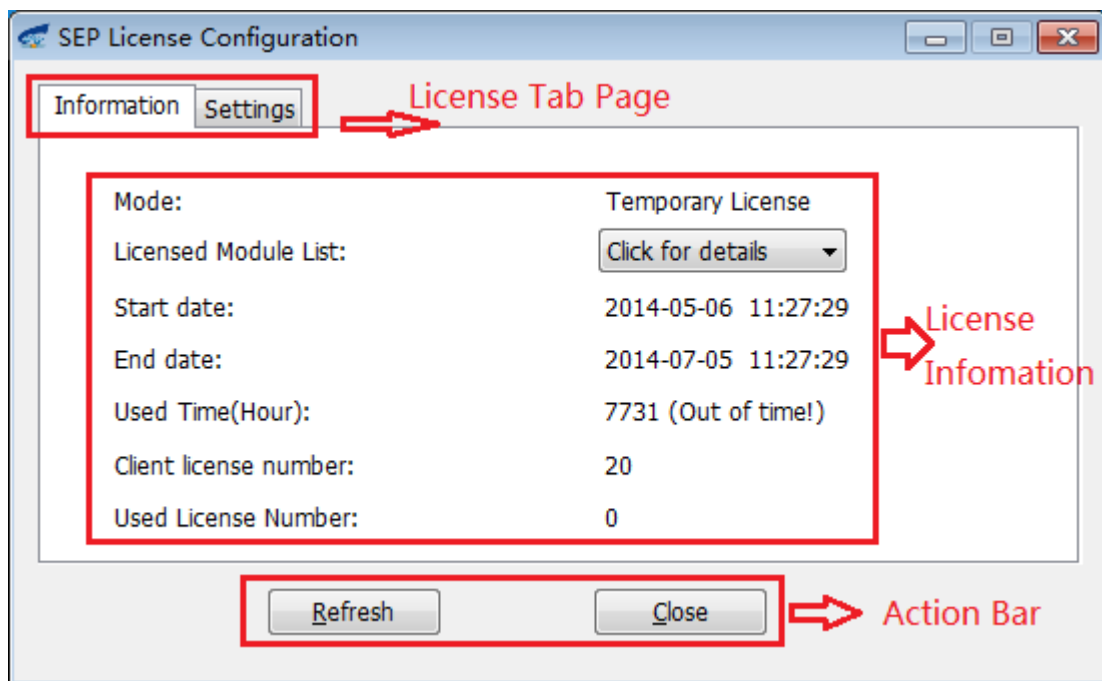 SEP License Configuration
Information Settings
License Tab Page
Mode: Temporary License
Licensed Module List: Click for details
Start date: 2014-05-06 11:27:29
End date: 2014-07-05 11:27:29
Used Time(Hour): 7731 (Out of time!)
Client license number: 20
Used License Number: 0
License
Infomation
Refresh Close
Action Bar